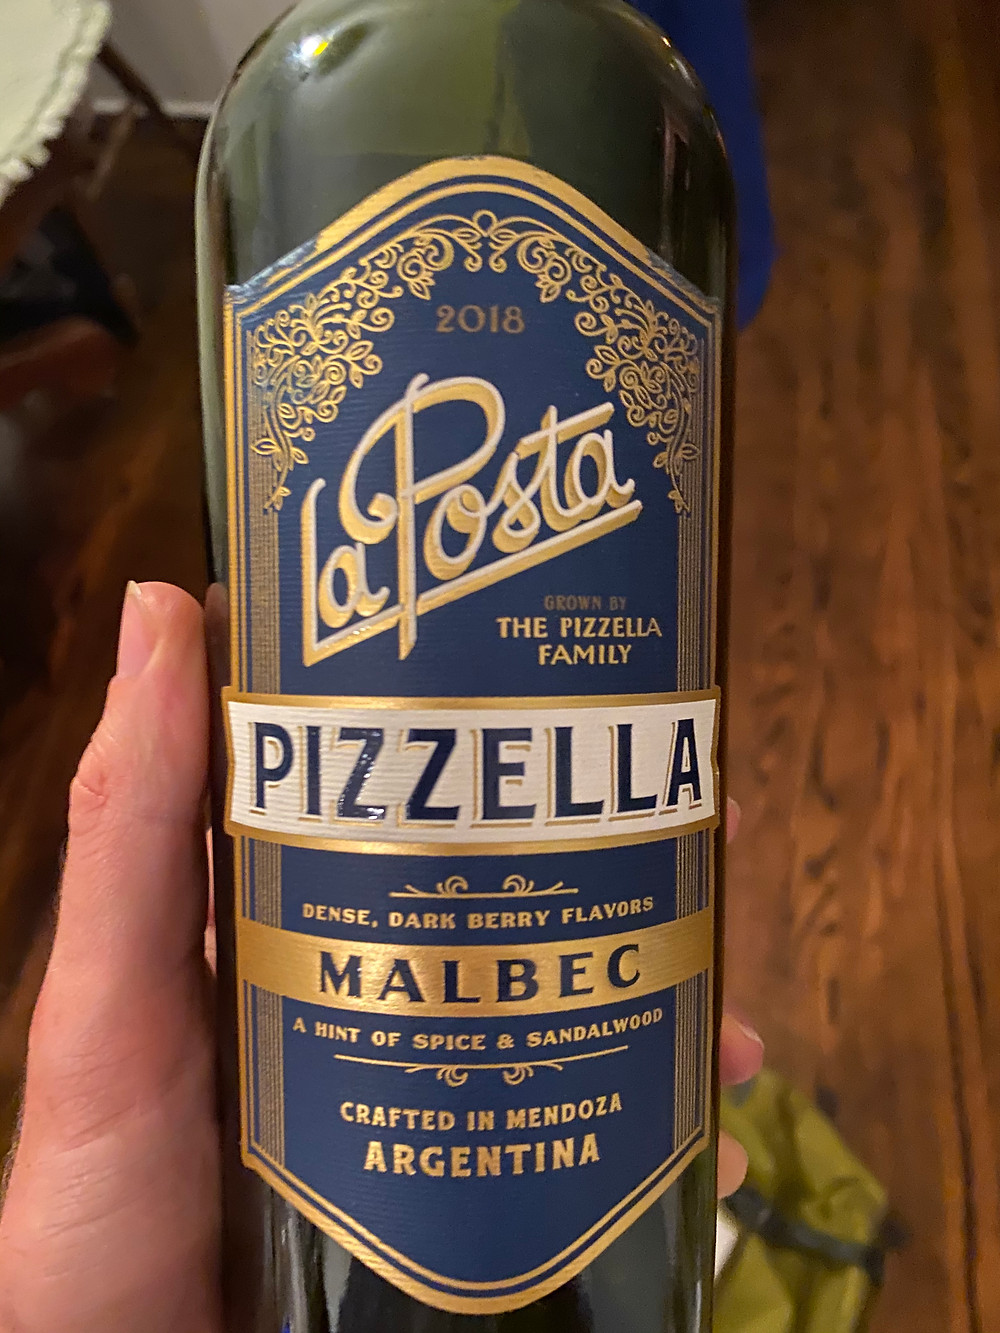 2018
La Posta
GROWN BY
THE PIZZELLA
FAMILY
PIZZELLA
DENSE, DARK BERRY FLAVORS
MALBEC
A HINT OF SPICE & SANDALWOOD
CRAFTED IN MENDOZA
ARGENTINA